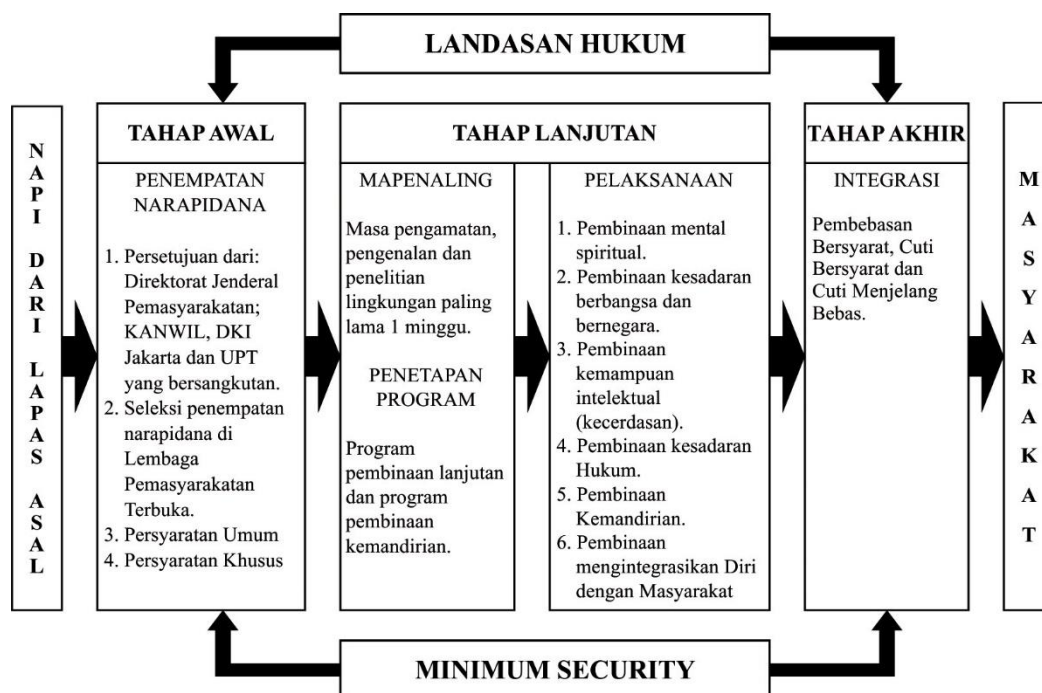 LANDASAN HUKUM
NAPI DARI LAPAS ASAL
TAHAP AWAL
PENEMPATAN
NARAPIDANA
1. Persetujuan dari:
Direktorat Jenderal
Pemasyarakatan;
KANWIL, DKI
Jakarta dan UPT
yang bersangkutan.
2. Seleksi penempatan
narapidana di
Lembaga
Pemasyarakatan
Terbuka.
3. Persyaratan Umum
4. Persyaratan Khusus
TAHAP LANJUTAN
MAPENALING
Masa pengamatan,
pengenalan dan
penelitian
lingkungan paling
lama 1 minggu.
PENETAPAN
PROGRAM
Program
pembinaan lanjutan
dan program
pembinaan
kemandirian.
PELAKSANAAN
1. Pembinaan mental
spiritual.
2. Pembinaan kesadaran
berbangsa dan
bernegara.
3. Pembinaan
kemampuan
intelektual
(kecerdasan).
4. Pembinaan kesadaran
Hukum.
5. Pembinaan
Kemandirian.
6. Pembinaan
mengintegrasikan Diri
dengan Masyarakat
TAHAP AKHIR
INTEGRASI
Pembebasan
Bersyarat, Cuti
Bersyarat dan
Cuti Menjelang
Bebas.
MASYARAKAT
MINIMUM SECURITY